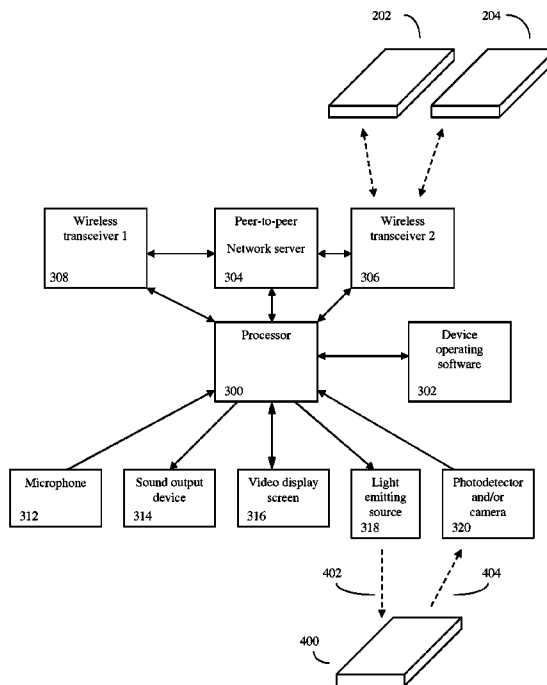 202
204
Wireless
transceiver 1
308
Peer-to-peer
Network server
304
Wireless
transceiver 2
306
Processor
300
Device
operating
software
302
Microphone
312
Sound output
device
314
Video display
screen
316
Light
emitting
source
318
Photodetector
and/or
camera
320
402
404
400